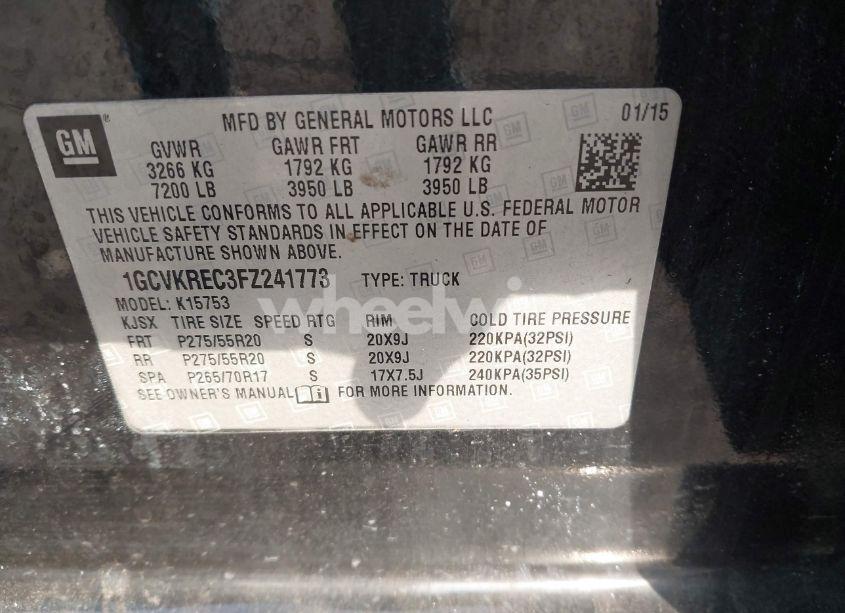 GM
MFD BY GENERAL MOTORS LLC 01/15
GVWR GAWR FRT GAWR RR
3266 KG 1792 KG 1792 KG
7200 LB 3950 LB 3950 LB
THIS VEHICLE CONFORMS TO ALL APPLICABLE U.S. FEDERAL MOTOR
VEHICLE SAFETY STANDARDS IN EFFECT ON THE DATE OF
MANUFACTURE SHOWN ABOVE.
1GCVKREC3FZ241773 TYPE: TRUCK
MODEL: K15753
KJSX TIRE SIZE SPEED RTG RIM COLD TIRE PRESSURE
FRT P275/55R20 S 20X9J 220KPA(32PSI)
RR P275/55R20 S 20X9J 220KPA(32PSI)
SPA P265/70R17 S 17X7.5J 240KPA(35PSI)
SEE OWNER'S MANUAL i FOR MORE INFORMATION.